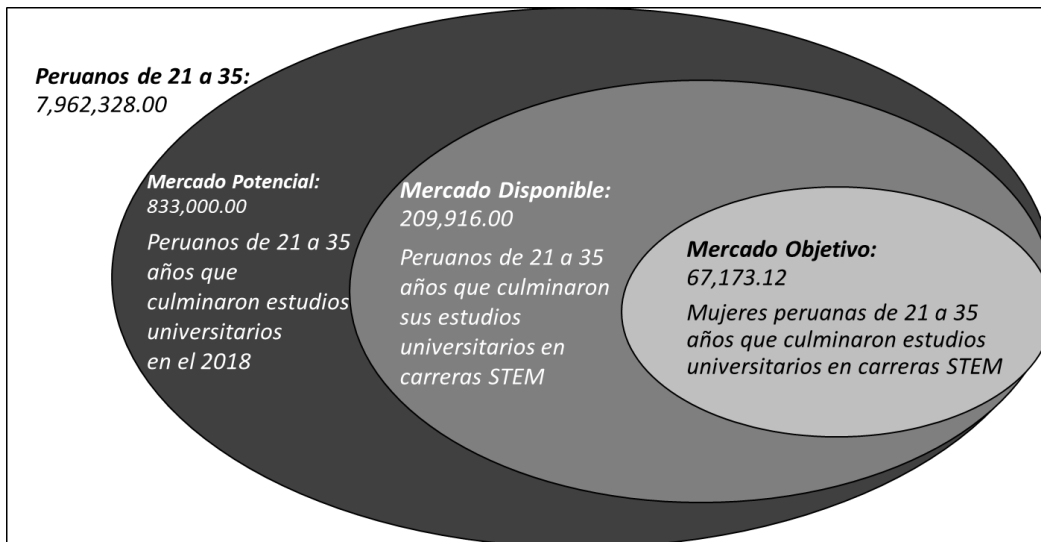 Peruanos de 21 a 35:
7,962,328.00
Mercado Potencial:
833,000.00
Peruanos de 21 a 35
años que
culminaron estudios
universitarios
en el 2018
Mercado Disponible:
209,916.00
Peruanos de 21 a 35
años que culminaron
sus estudios
universitarios en
carreras STEM
Mercado Objetivo:
67,173.12
Mujeres peruanas de 21 a 35
años que culminaron estudios
universitarios en carreras STEM